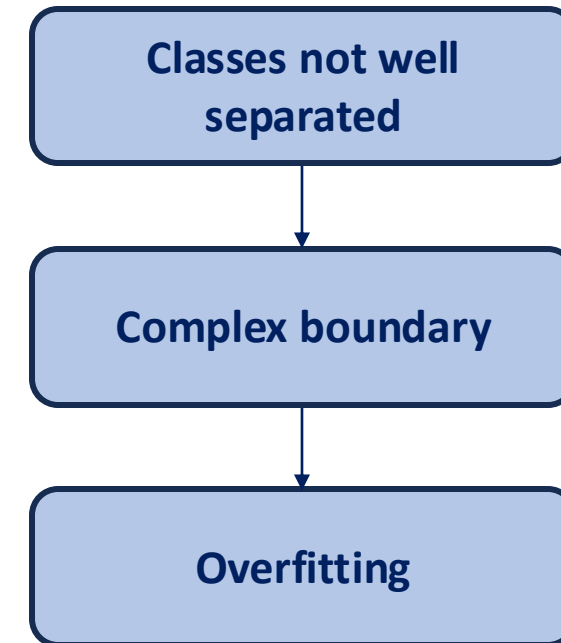 Classes not well
separated
Complex boundary
Overfitting